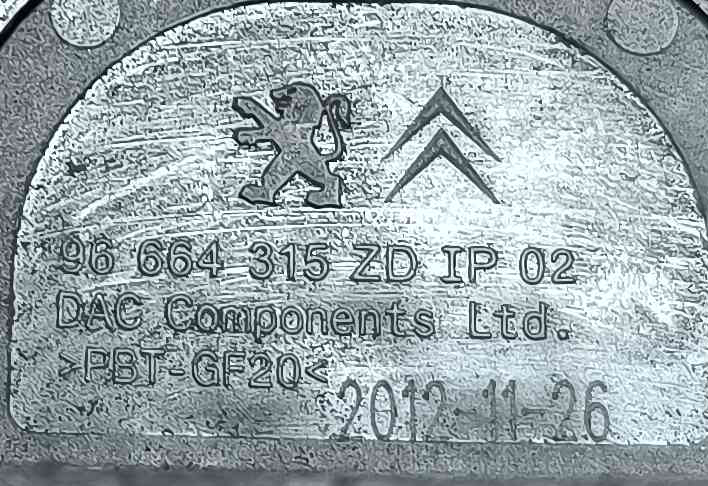 96 664 315 ZD IP 02
DAC Components Ltd.
>PBT-GF20<
2012-11-26